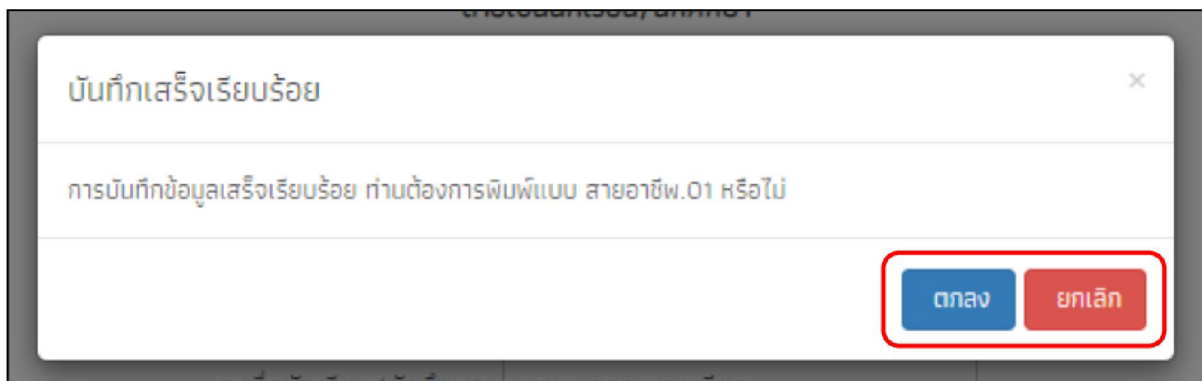 บันทึกเสร็จเรียบร้อย
×
การบันทึกข้อมูลเสร็จเรียบร้อย ท่านต้องการพิมพ์แบบ สายอาชีพ.01 หรือไม่
ตกลง ยกเลิก